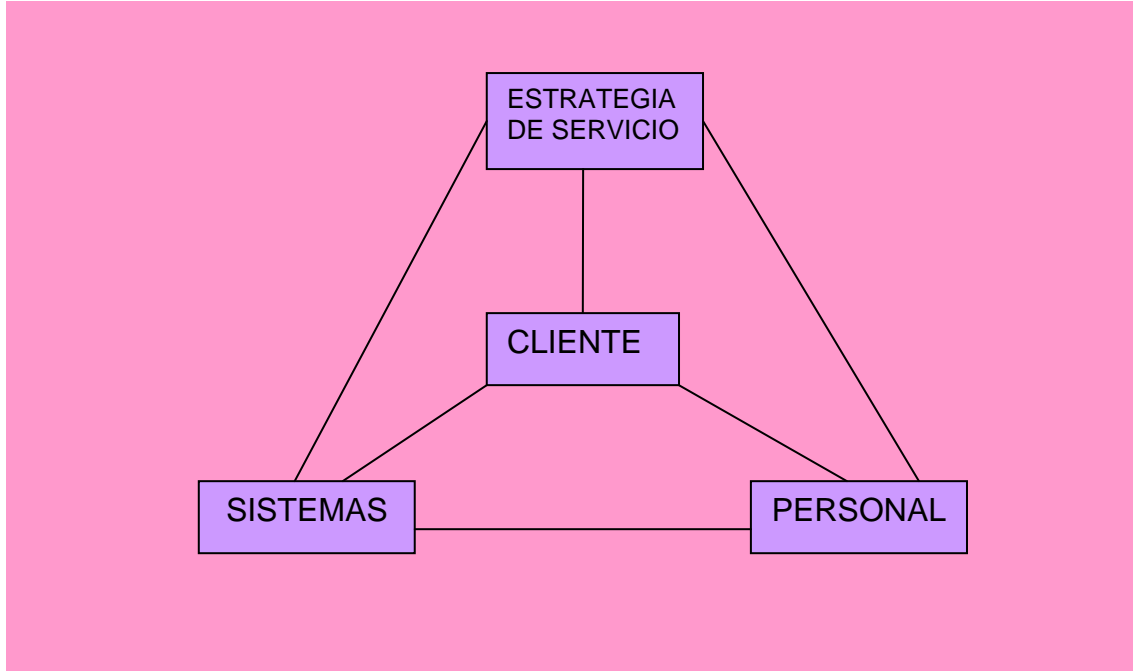 ESTRATEGIA
DE SERVICIO
CLIENTE
SISTEMAS
PERSONAL